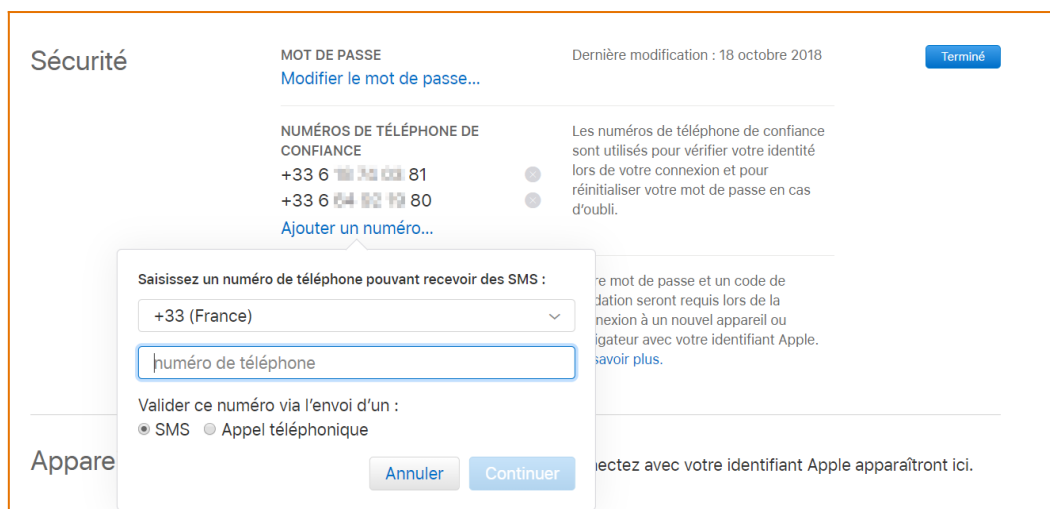 Sécurité
MOT DE PASSE
Modifier le mot de passe...
Dernière modification : 18 octobre 2018
Terminé
NUMÉROS DE TÉLÉPHONE DE
CONFIANCE
+33 6 81
+33 6 80
Ajouter un numéro...
Les numéros de téléphone de confiance
sont utilisés pour vérifier votre identité
lors de votre connexion et pour
réinitialiser votre mot de passe en cas
d'oubli.
Saisissez un numéro de téléphone pouvant recevoir des SMS :
+33 (France)
numéro de téléphone
Valider ce numéro via l'envoi d'un :
SMS Appel téléphonique
Annuler Continuer
re mot de passe et un code de
dation seront requis lors de la
nexion à un nouvel appareil ou
igateur avec votre identifiant Apple.
savoir plus.
Appare
nectez avec votre identifiant Apple apparaîtront ici.